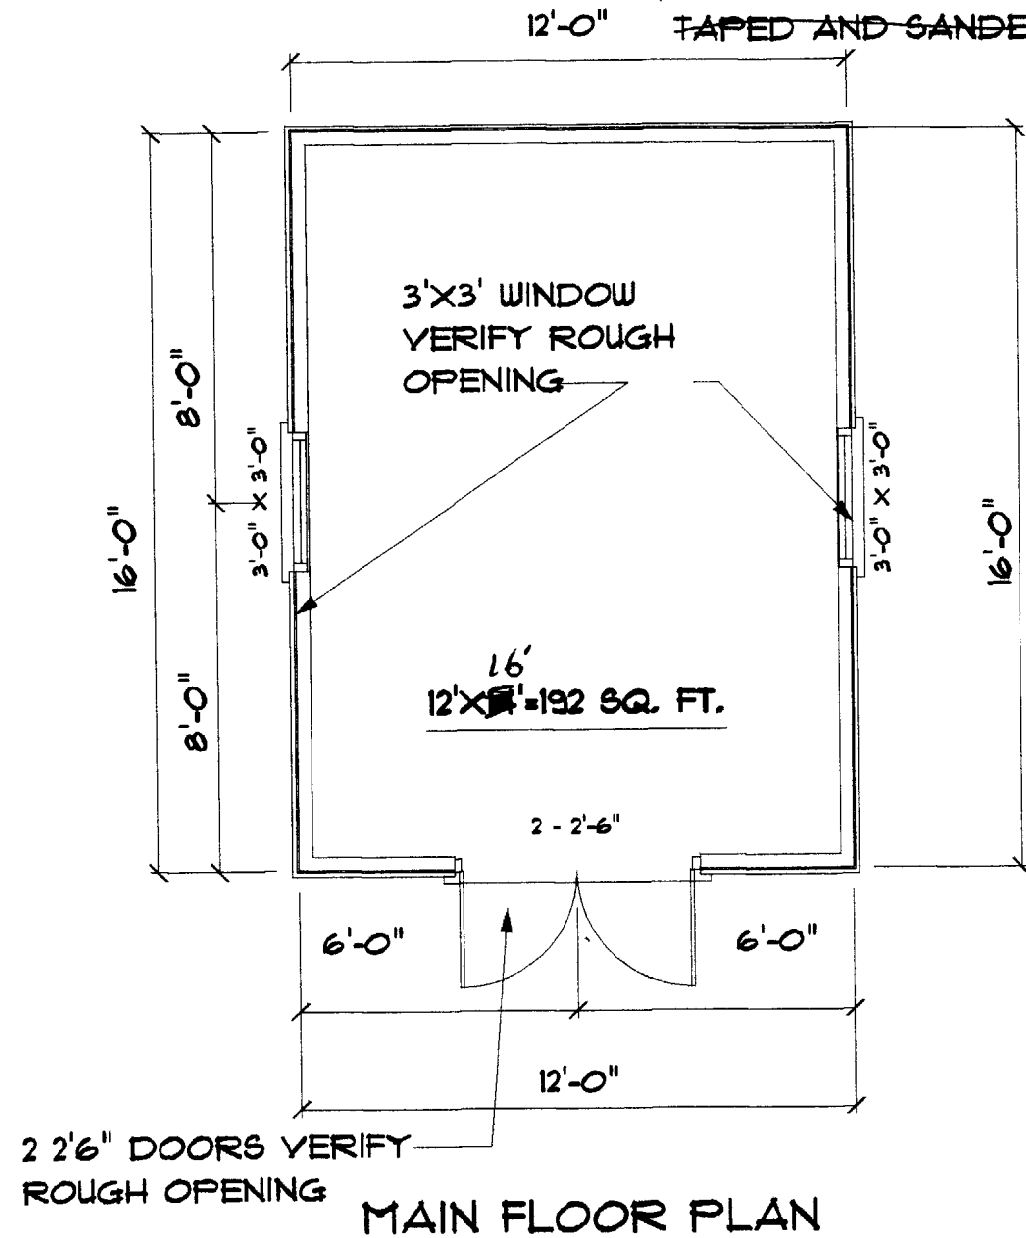 12'-0"
TAPED AND SANDE
3'X3' WINDOW
VERIFY ROUGH
OPENING
8'-0"
3'-0" X 3'-0"
3'-0" X 3'-0"
16'-0"
16'-0"
16'
12'X '=192 SQ. FT.
8'-0"
2 - 2'-6"
6'-0"
6'-0"
12'-0"
2 2'6" DOORS VERIFY
ROUGH OPENING
MAIN FLOOR PLAN